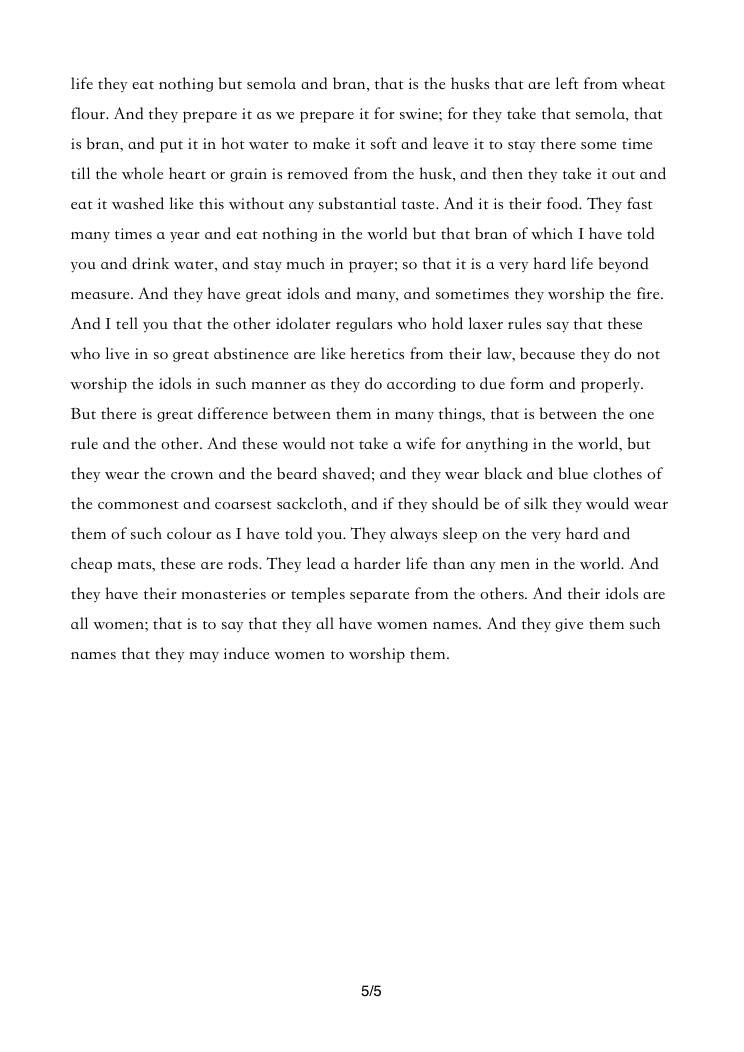 life they eat nothing but semola and bran, that is the husks that are left from wheat
flour. And they prepare it as we prepare it for swine; for they take that semola, that
is bran, and put it in hot water to make it soft and leave it to stay there some time
till the whole heart or grain is removed from the husk, and then they take it out and
eat it washed like this without any substantial taste. And it is their food. They fast
many times a year and eat nothing in the world but that bran of which I have told
you and drink water, and stay much in prayer; so that it is a very hard life beyond
measure. And they have great idols and many, and sometimes they worship the fire.
And I tell you that the other idolater regulars who hold laxer rules say that these
who live in so great abstinence are like heretics from their law, because they do not
worship the idols in such manner as they do according to due form and properly.
But there is great difference between them in many things, that is between the one
rule and the other. And these would not take a wife for anything in the world, but
they wear the crown and the beard shaved; and they wear black and blue clothes of
the commonest and coarsest sackcloth, and if they should be of silk they would wear
them of such colour as I have told you. They always sleep on the very hard and
cheap mats, these are rods. They lead a harder life than any men in the world. And
they have their monasteries or temples separate from the others. And their idols are
all women; that is to say that they all have women names. And they give them such
names that they may induce women to worship them.
5/5